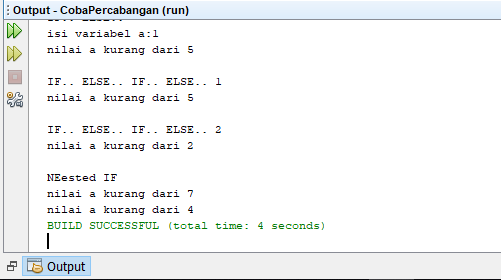 Output - CobaPercabangan (run)
isi variabel a:1
nilai a kurang dari 5
IF.. ELSE.. IF.. ELSE.. 1
nilai a kurang dari 5
IF.. ELSE.. IF.. ELSE.. 2
nilai a kurang dari 2
NEested IF
nilai a kurang dari 7
nilai a kurang dari 4
BUILD SUCCESSFUL (total time: 4 seconds)
Output